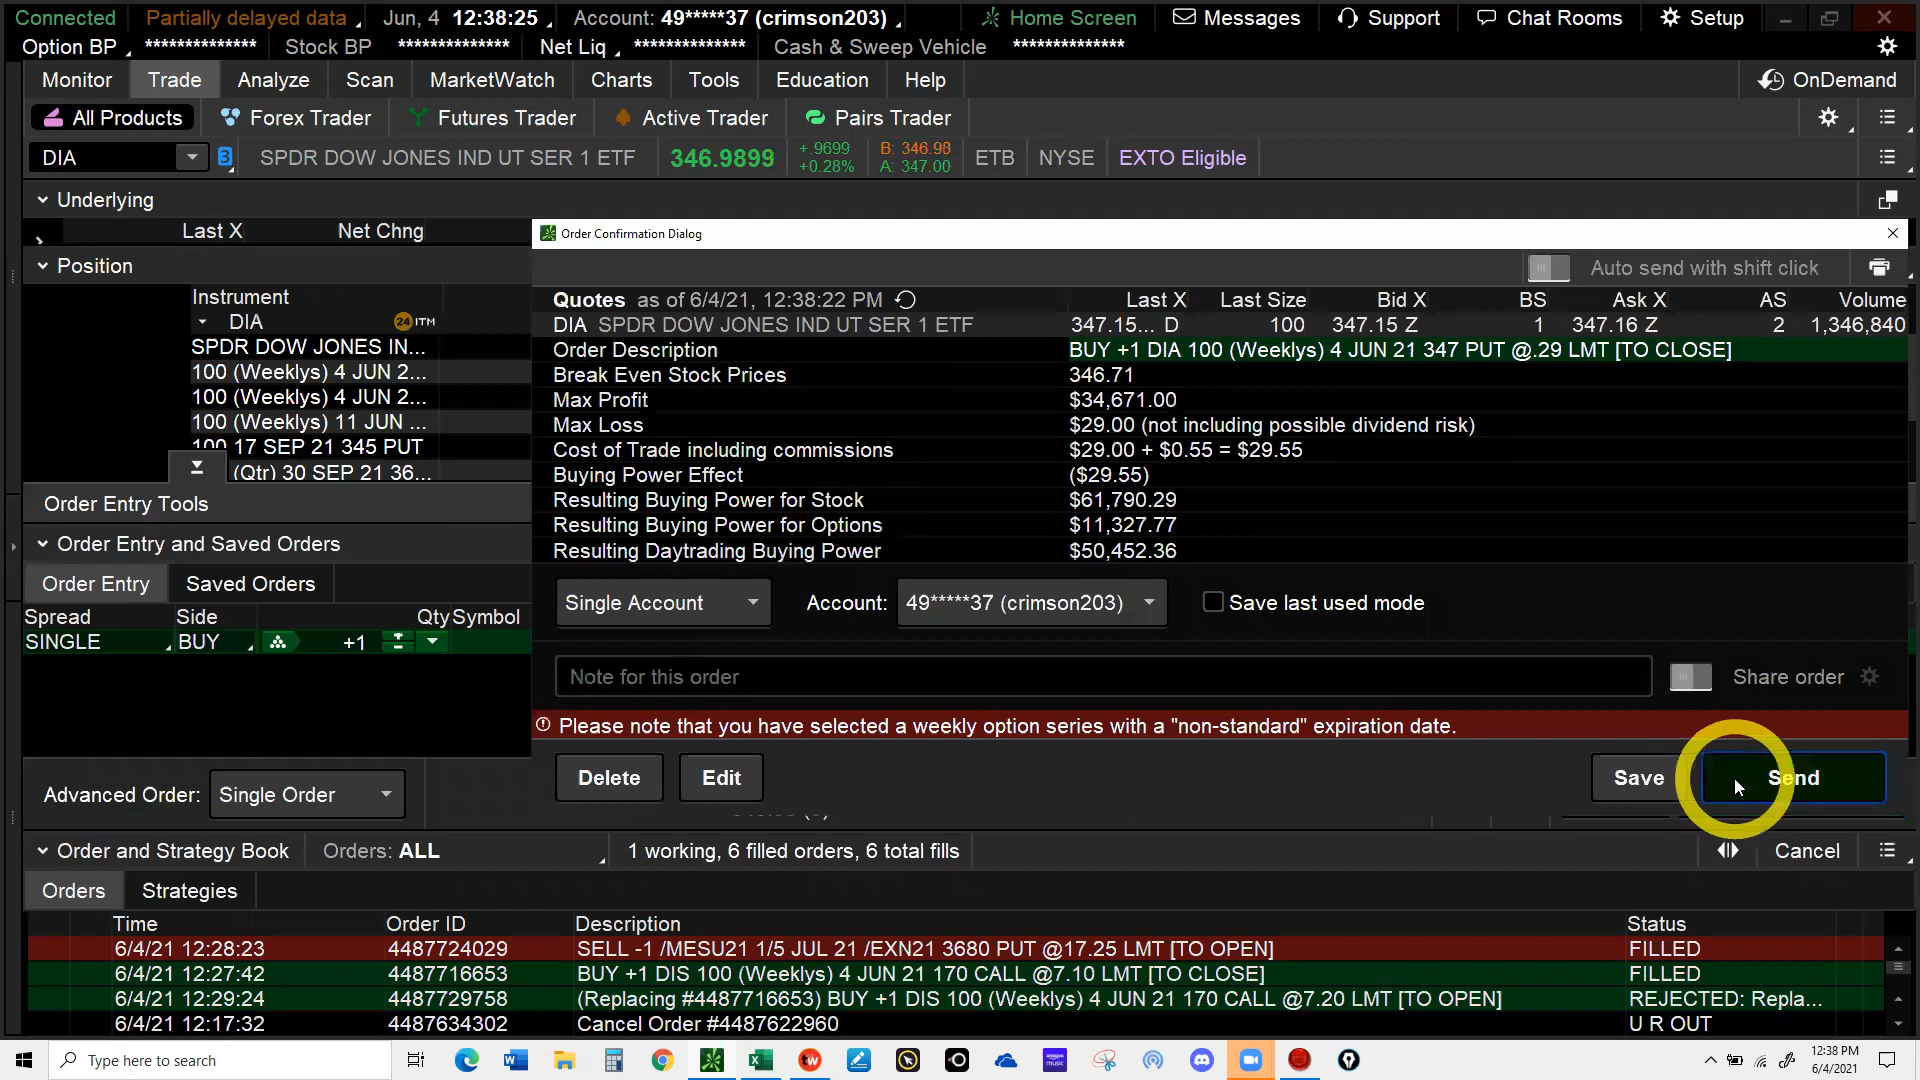 Connected Partially delayed data Jun, 4 12:38:25 Account: 49*****37 (crimson203) Home Screen Messages Support Chat Rooms Setup
Option BP ************** Stock BP ************** Net Liq ************** Cash & Sweep Vehicle **************
Monitor Trade Analyze Scan MarketWatch Charts Tools Education Help OnDemand
All Products Forex Trader Futures Trader Active Trader Pairs Trader
DIA 3 SPDR DOW JONES IND UT SER 1 ETF 346.9899 +.9699 +0.28% B: 346.98 A: 347.00 ETB NYSE EXTO Eligible
Underlying
Last X Net Chng
Order Confirmation Dialog
Position
Auto send with shift click
Instrument
DIA 24 ITM
SPDR DOW JONES IN...
100 (Weeklys) 4 JUN 2...
100 (Weeklys) 4 JUN 2...
100 (Weeklys) 11 JUN ...
100 17 SEP 21 345 PUT
(Qtr) 30 SEP 21 36...
Quotes as of 6/4/21, 12:38:22 PM Last X Last Size Bid X BS Ask X AS Volume
DIA SPDR DOW JONES IND UT SER 1 ETF 347.15... D 100 347.15 Z 1 347.16 Z 2 1,346,840
Order Description BUY +1 DIA 100 (Weeklys) 4 JUN 21 347 PUT @.29 LMT [TO CLOSE]
Break Even Stock Prices 346.71
Max Profit $34,671.00
Max Loss $29.00 (not including possible dividend risk)
Cost of Trade including commissions $29.00 + $0.55 = $29.55
Buying Power Effect ($29.55)
Resulting Buying Power for Stock $61,790.29
Resulting Buying Power for Options $11,327.77
Resulting Daytrading Buying Power $50,452.36
Order Entry Tools
Order Entry and Saved Orders
Order Entry Saved Orders
Spread Side Qty Symbol
SINGLE BUY +1
Single Account Account: 49*****37 (crimson203) Save last used mode
Note for this order Share order
Please note that you have selected a weekly option series with a "non-standard" expiration date.
Delete Edit Save Send
Advanced Order: Single Order
Order and Strategy Book Orders: ALL 1 working, 6 filled orders, 6 total fills Cancel
Orders Strategies
Time Order ID Description Status
6/4/21 12:28:23 4487724029 SELL -1 /MESU21 1/5 JUL 21 /EXN21 3680 PUT @17.25 LMT [TO OPEN] FILLED
6/4/21 12:27:42 4487716653 BUY +1 DIS 100 (Weeklys) 4 JUN 21 170 CALL @7.10 LMT [TO CLOSE] FILLED
6/4/21 12:29:24 4487729758 (Replacing #4487716653) BUY +1 DIS 100 (Weeklys) 4 JUN 21 170 CALL @7.20 LMT [TO OPEN] REJECTED: Repla...
6/4/21 12:17:32 4487634302 Cancel Order #4487622960 U R OUT
Type here to search
12:38 PM
6/4/2021